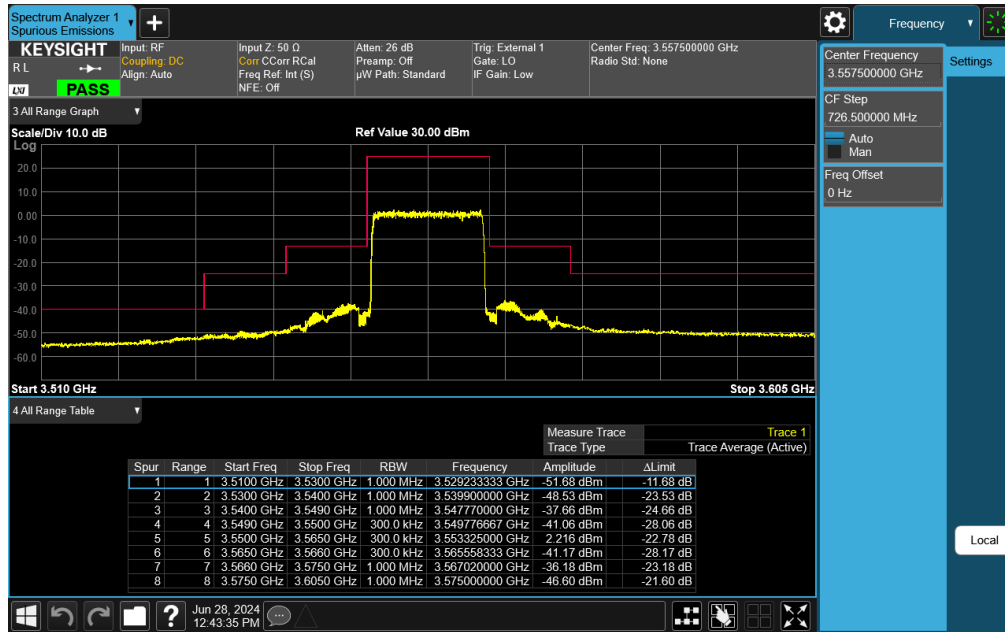 Spectrum Analyzer 1
Spurious Emissions
Frequency
KEYSIGHT
R L
LXI
PASS
Input: RF
Coupling: DC
Align: Auto
Input Z: 50 Ω
Corr CCorr RCal
Freq Ref: Int (S)
NFE: Off
Atten: 26 dB
Preamp: Off
µW Path: Standard
Trig: External 1
Gate: LO
IF Gain: Low
Center Freq: 3.557500000 GHz
Radio Std: None
Center Frequency
3.557500000 GHz
Settings
CF Step
726.500000 MHz
Auto
Man
Freq Offset
0 Hz
Local
3 All Range Graph
Scale/Div 10.0 dB
Ref Value 30.00 dBm
Log
20.0
10.0
0.00
-10.0
-20.0
-30.0
-40.0
-50.0
-60.0
Start 3.510 GHz
Stop 3.605 GHz
4 All Range Table
Measure Trace Trace 1
Trace Type Trace Average (Active)
Spur Range Start Freq Stop Freq RBW Frequency Amplitude ΔLimit
1 1 3.5100 GHz 3.5300 GHz 1.000 MHz 3.529233333 GHz -51.68 dBm -11.68 dB
2 2 3.5300 GHz 3.5400 GHz 1.000 MHz 3.539900000 GHz -48.53 dBm -23.53 dB
3 3 3.5400 GHz 3.5490 GHz 1.000 MHz 3.547770000 GHz -37.66 dBm -24.66 dB
4 4 3.5490 GHz 3.5500 GHz 300.0 kHz 3.549776667 GHz -41.06 dBm -28.06 dB
5 5 3.5500 GHz 3.5650 GHz 300.0 kHz 3.553325000 GHz 2.216 dBm -22.78 dB
6 6 3.5650 GHz 3.5660 GHz 300.0 kHz 3.565558333 GHz -41.17 dBm -28.17 dB
7 7 3.5660 GHz 3.5750 GHz 1.000 MHz 3.567020000 GHz -36.18 dBm -23.18 dB
8 8 3.5750 GHz 3.6050 GHz 1.000 MHz 3.575000000 GHz -46.60 dBm -21.60 dB
?
Jun 28, 2024
12:43:35 PM